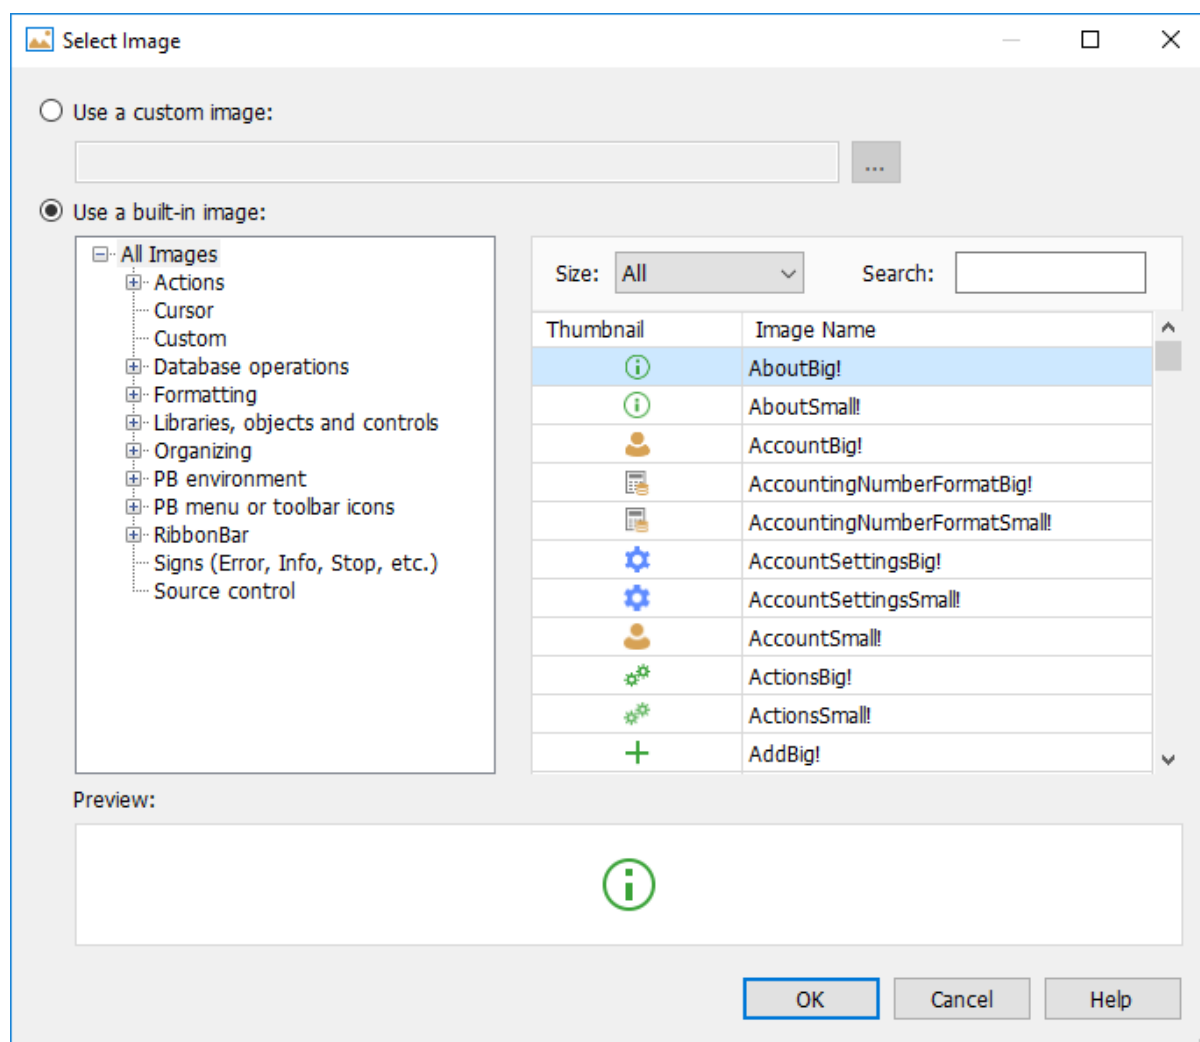 Select Image
Use a custom image:
...
Use a built-in image:
All Images
Actions
Cursor
Custom
Database operations
Formatting
Libraries, objects and controls
Organizing
PB environment
PB menu or toolbar icons
RibbonBar
Signs (Error, Info, Stop, etc.)
Source control
Size: All Search:
Thumbnail Image Name
AboutBig!
AboutSmall!
AccountBig!
AccountingNumberFormatBig!
AccountingNumberFormatSmall!
AccountSettingsBig!
AccountSettingsSmall!
AccountSmall!
ActionsBig!
ActionsSmall!
AddBig!
Preview:
OK Cancel Help